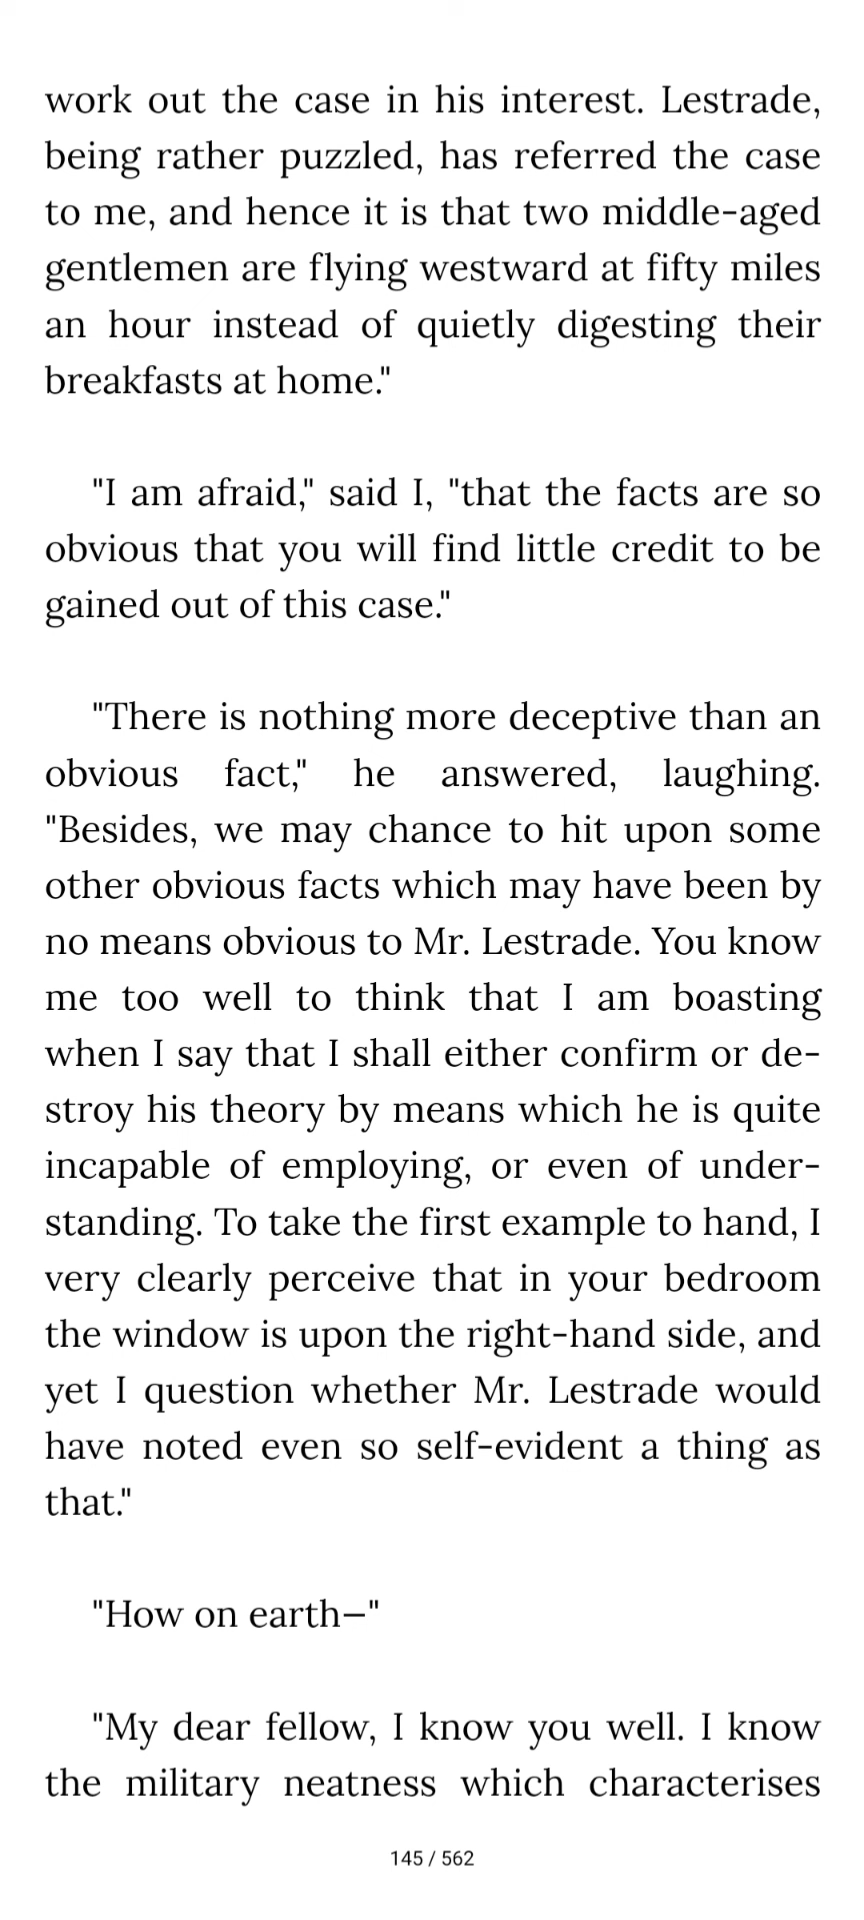 work out the case in his interest. Lestrade,
being rather puzzled, has referred the case
to me, and hence it is that two middle-aged
gentlemen are flying westward at fifty miles
an hour instead of quietly digesting their
breakfasts at home."
"I am afraid," said I, "that the facts are so
obvious that you will find little credit to be
gained out of this case."
"There is nothing more deceptive than an
obvious fact," he answered, laughing.
"Besides, we may chance to hit upon some
other obvious facts which may have been by
no means obvious to Mr. Lestrade. You know
me too well to think that I am boasting
when I say that I shall either confirm or de-
stroy his theory by means which he is quite
incapable of employing, or even of under-
standing. To take the first example to hand, I
very clearly perceive that in your bedroom
the window is upon the right-hand side, and
yet I question whether Mr. Lestrade would
have noted even so self-evident a thing as
that."
"How on earth—"
"My dear fellow, I know you well. I know
the military neatness which characterises
145 / 562